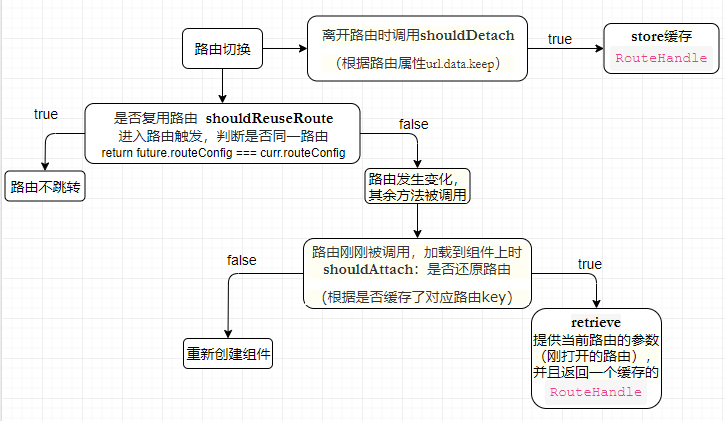 路由切换
离开路由时调用shouldDetach
（根据路由属性url.data.keep）
true
store缓存
RouteHandle
true
是否复用路由 shouldReuseRoute
进入路由触发，判断是否同一路由
return future.routeConfig === curr.routeConfig
false
路由不跳转
路由发生变化，
其余方法被调用
false
路由刚刚被调用，加载到组件上时
shouldAttach：是否还原路由
（根据是否缓存了对应路由key）
true
重新创建组件
retrieve
提供当前路由的参数
（刚打开的路由），
并且返回一个缓存的
RouteHandle